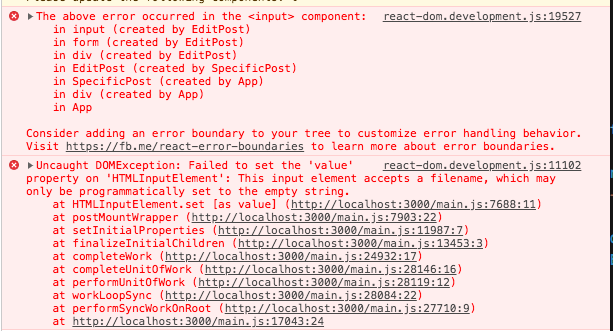 The above error occurred in the <input> component: react-dom.development.js:19527
in input (created by EditPost)
in form (created by EditPost)
in div (created by EditPost)
in EditPost (created by SpecificPost)
in SpecificPost (created by App)
in div (created by App)
in App
Consider adding an error boundary to your tree to customize error handling behavior.
Visit https://fb.me/react-error-boundaries to learn more about error boundaries.
Uncaught DOMException: Failed to set the 'value' react-dom.development.js:11102
property on 'HTMLInputElement': This input element accepts a filename, which may
only be programmatically set to the empty string.
at HTMLInputElement.set [as value] (http://localhost:3000/main.js:7688:11)
at postMountWrapper (http://localhost:3000/main.js:7903:22)
at setInitialProperties (http://localhost:3000/main.js:11987:7)
at finalizeInitialChildren (http://localhost:3000/main.js:13453:3)
at completeWork (http://localhost:3000/main.js:24932:17)
at completeUnitOfWork (http://localhost:3000/main.js:28146:16)
at performUnitOfWork (http://localhost:3000/main.js:28119:12)
at workLoopSync (http://localhost:3000/main.js:28084:22)
at performSyncWorkOnRoot (http://localhost:3000/main.js:27710:9)
at http://localhost:3000/main.js:17043:24